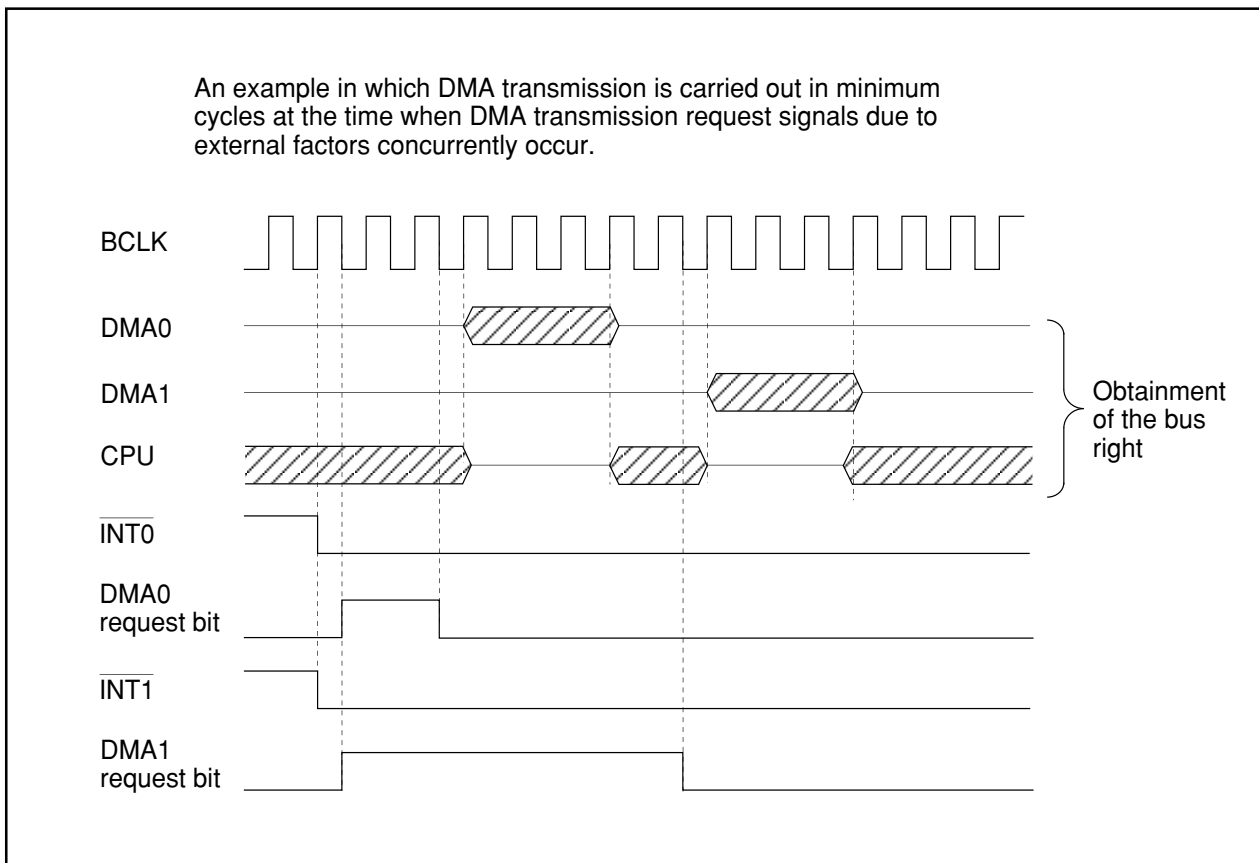 An example in which DMA transmission is carried out in minimum
cycles at the time when DMA transmission request signals due to
external factors concurrently occur.
BCLK
DMA0
DMA1
CPU
Obtainment
of the bus
right
INT0
DMA0
request bit
INT1
DMA1
request bit